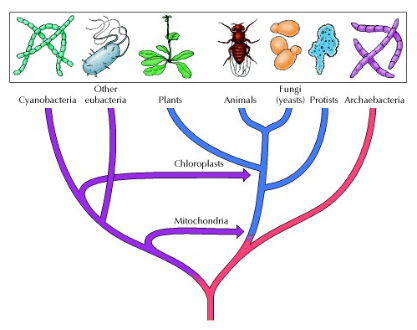 Other
Fungi
Cyanobacteria eubacteria Plants Animals (yeasts) Protists Archaebacteria
Chloroplasts
Mitochondria